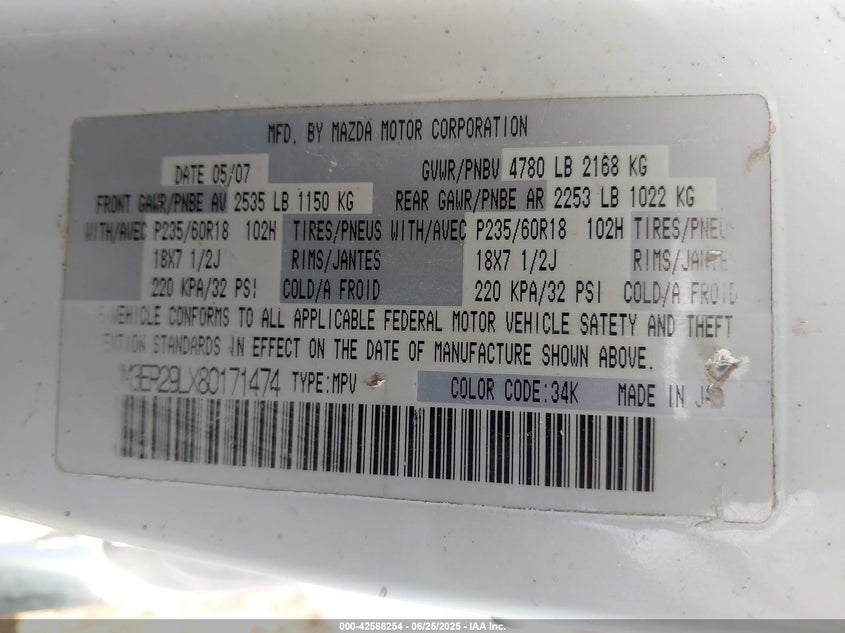 MFD. BY MAZDA MOTOR CORPORATION
DATE 05/07 GVWR/PNBV 4780 LB 2168 KG
FRONT GAWR/PNBE AV 2535 LB 1150 KG REAR GAWR/PNBE AR 2253 LB 1022 KG
WITH/AVEC P235/60R18 102H TIRES/PNEUS WITH/AVEC P235/60R18 102H TIRES/PNEUS
18X7 1/2J RIMS/JANTES 18X7 1/2J RIMS/JANTES
220 KPA/32 PSI COLD/A FROID 220 KPA/32 PSI COLD/A FROID
VEHICLE CONFORMS TO ALL APPLICABLE FEDERAL MOTOR VEHICLE SATETY AND THEFT
ENTION STANDARDS IN EFFECT ON THE DATE OF MANUFACTURE SHOWN ABOVE.
M3ER29LX80171474 TYPE:MPV COLOR CODE:34K MADE IN JA
000-42588254 - 06/25/2025 - IAA Inc.